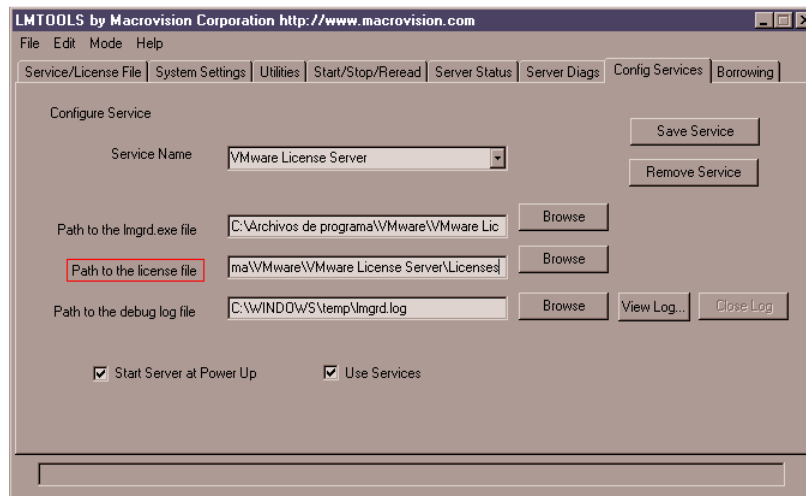 LMTOOLS by Macrovision Corporation http://www.macrovision.com
File Edit Mode Help
Service/License File System Settings Utilities Start/Stop/Reread Server Status Server Diags Config Services Borrowing
Configure Service
Save Service
Service Name VMware License Server
Remove Service
Path to the lmgrd.exe file C:\Archivos de programa\VMware\VMware Lic Browse
Path to the license file ma\VMware\VMware License Server\Licenses Browse
Path to the debug log file C:\WINDOWS\temp\lmgrd.log Browse View Log... Close Log
Start Server at Power Up Use Services